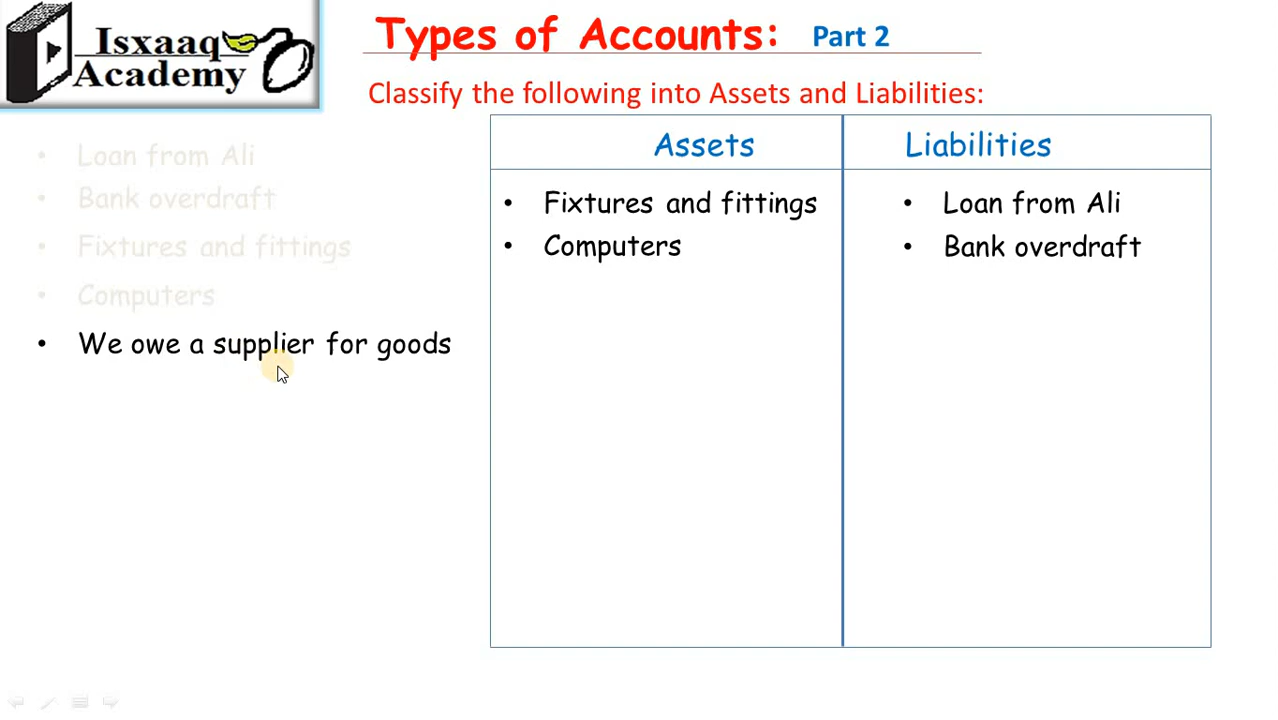 Isxaaq
Academy
Types of Accounts: Part 2
Classify the following into Assets and Liabilities:
• Loan from Ali
• Bank overdraft
• Fixtures and fittings
• Computers
• We owe a supplier for goods
Assets
• Fixtures and fittings
• Computers
Liabilities
• Loan from Ali
• Bank overdraft